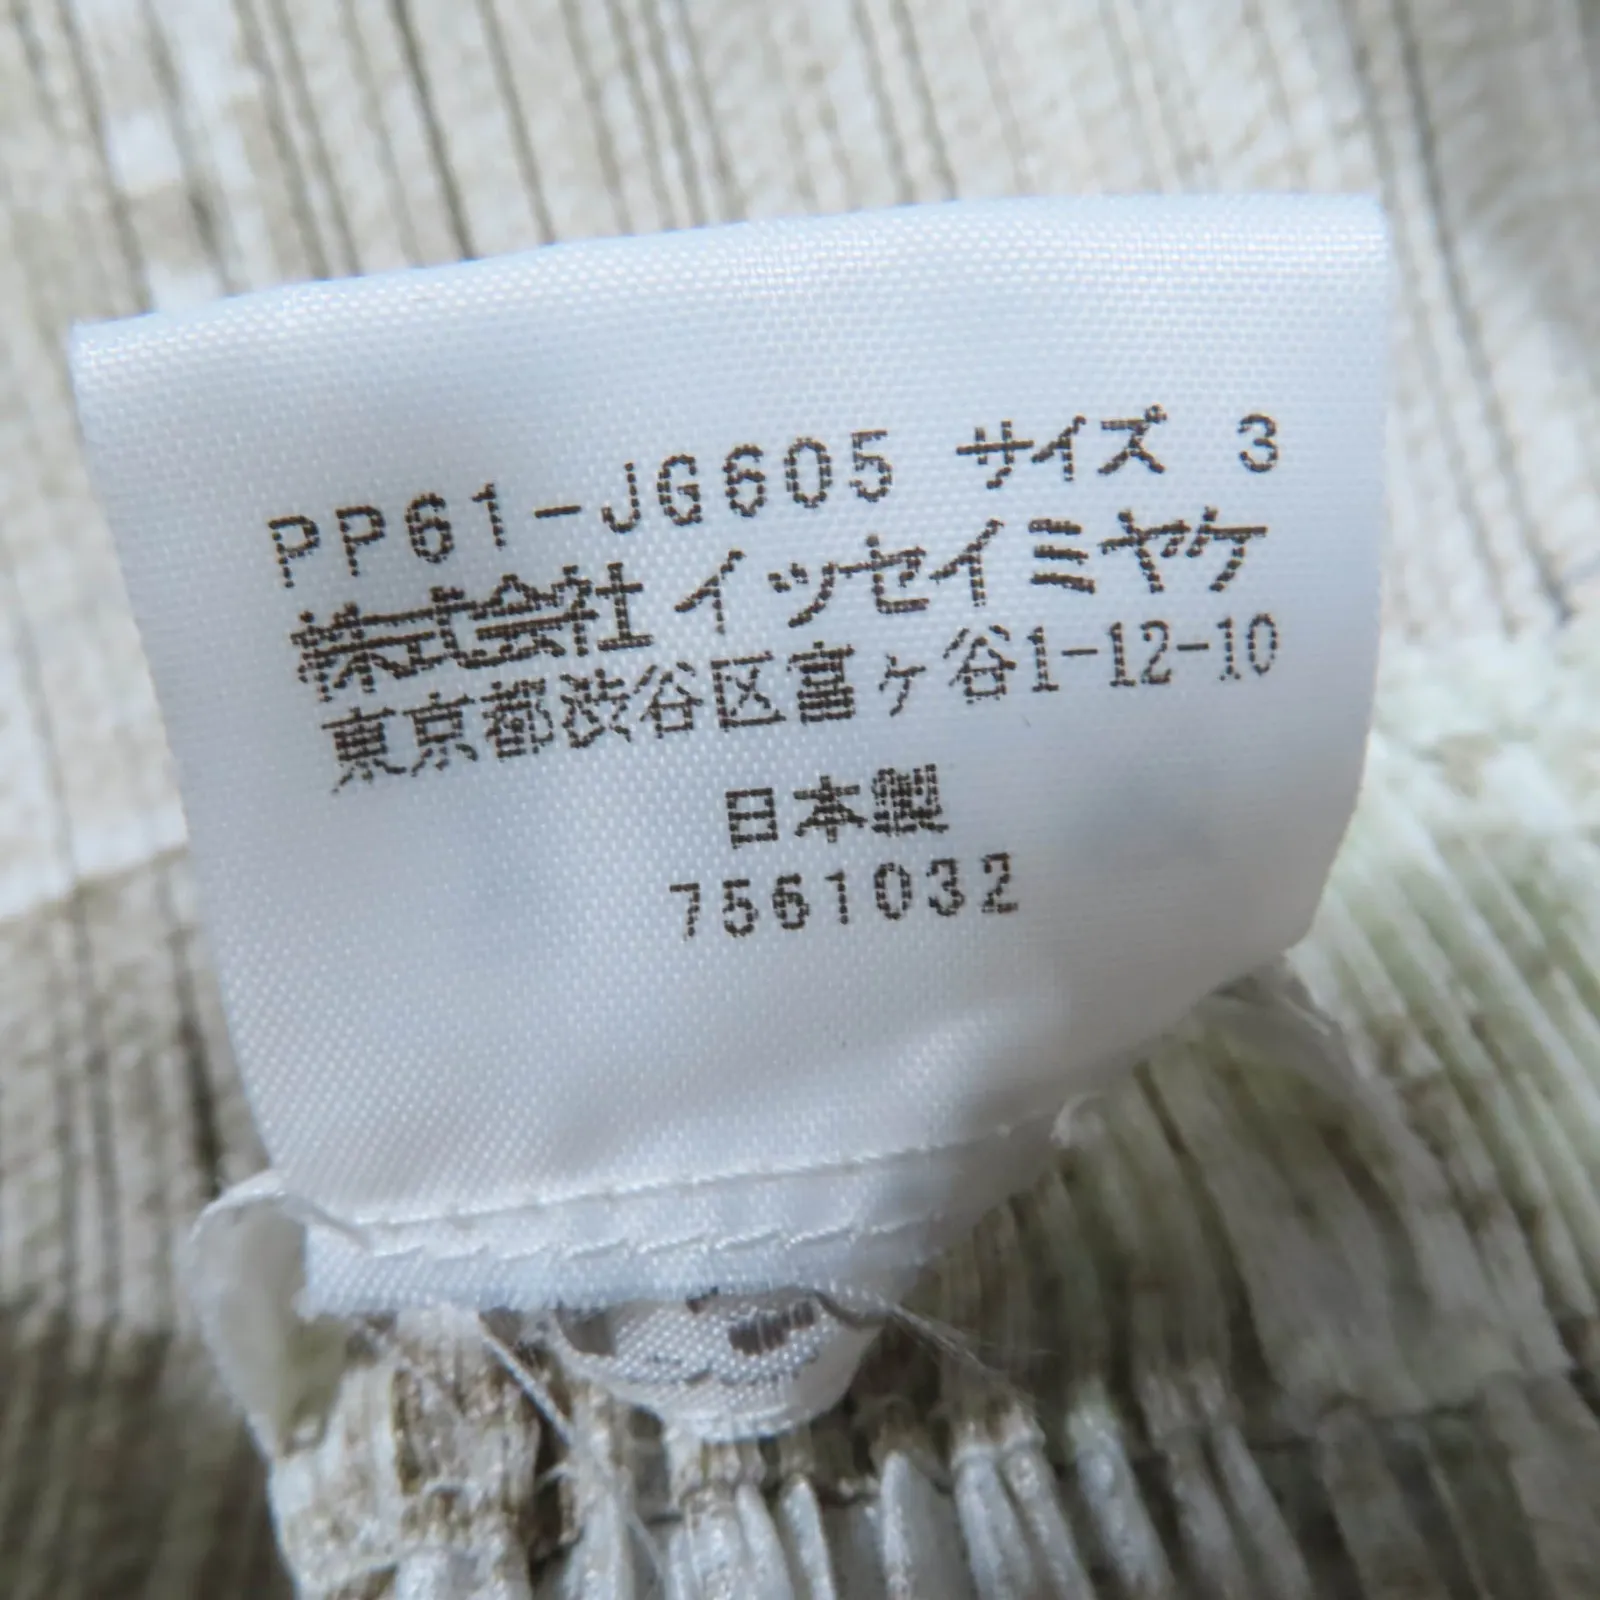 PP61-JG605 サイズ 3
株式会社イッセイミヤケ
東京都渋谷区富ヶ谷1-12-10
日本製
7561032